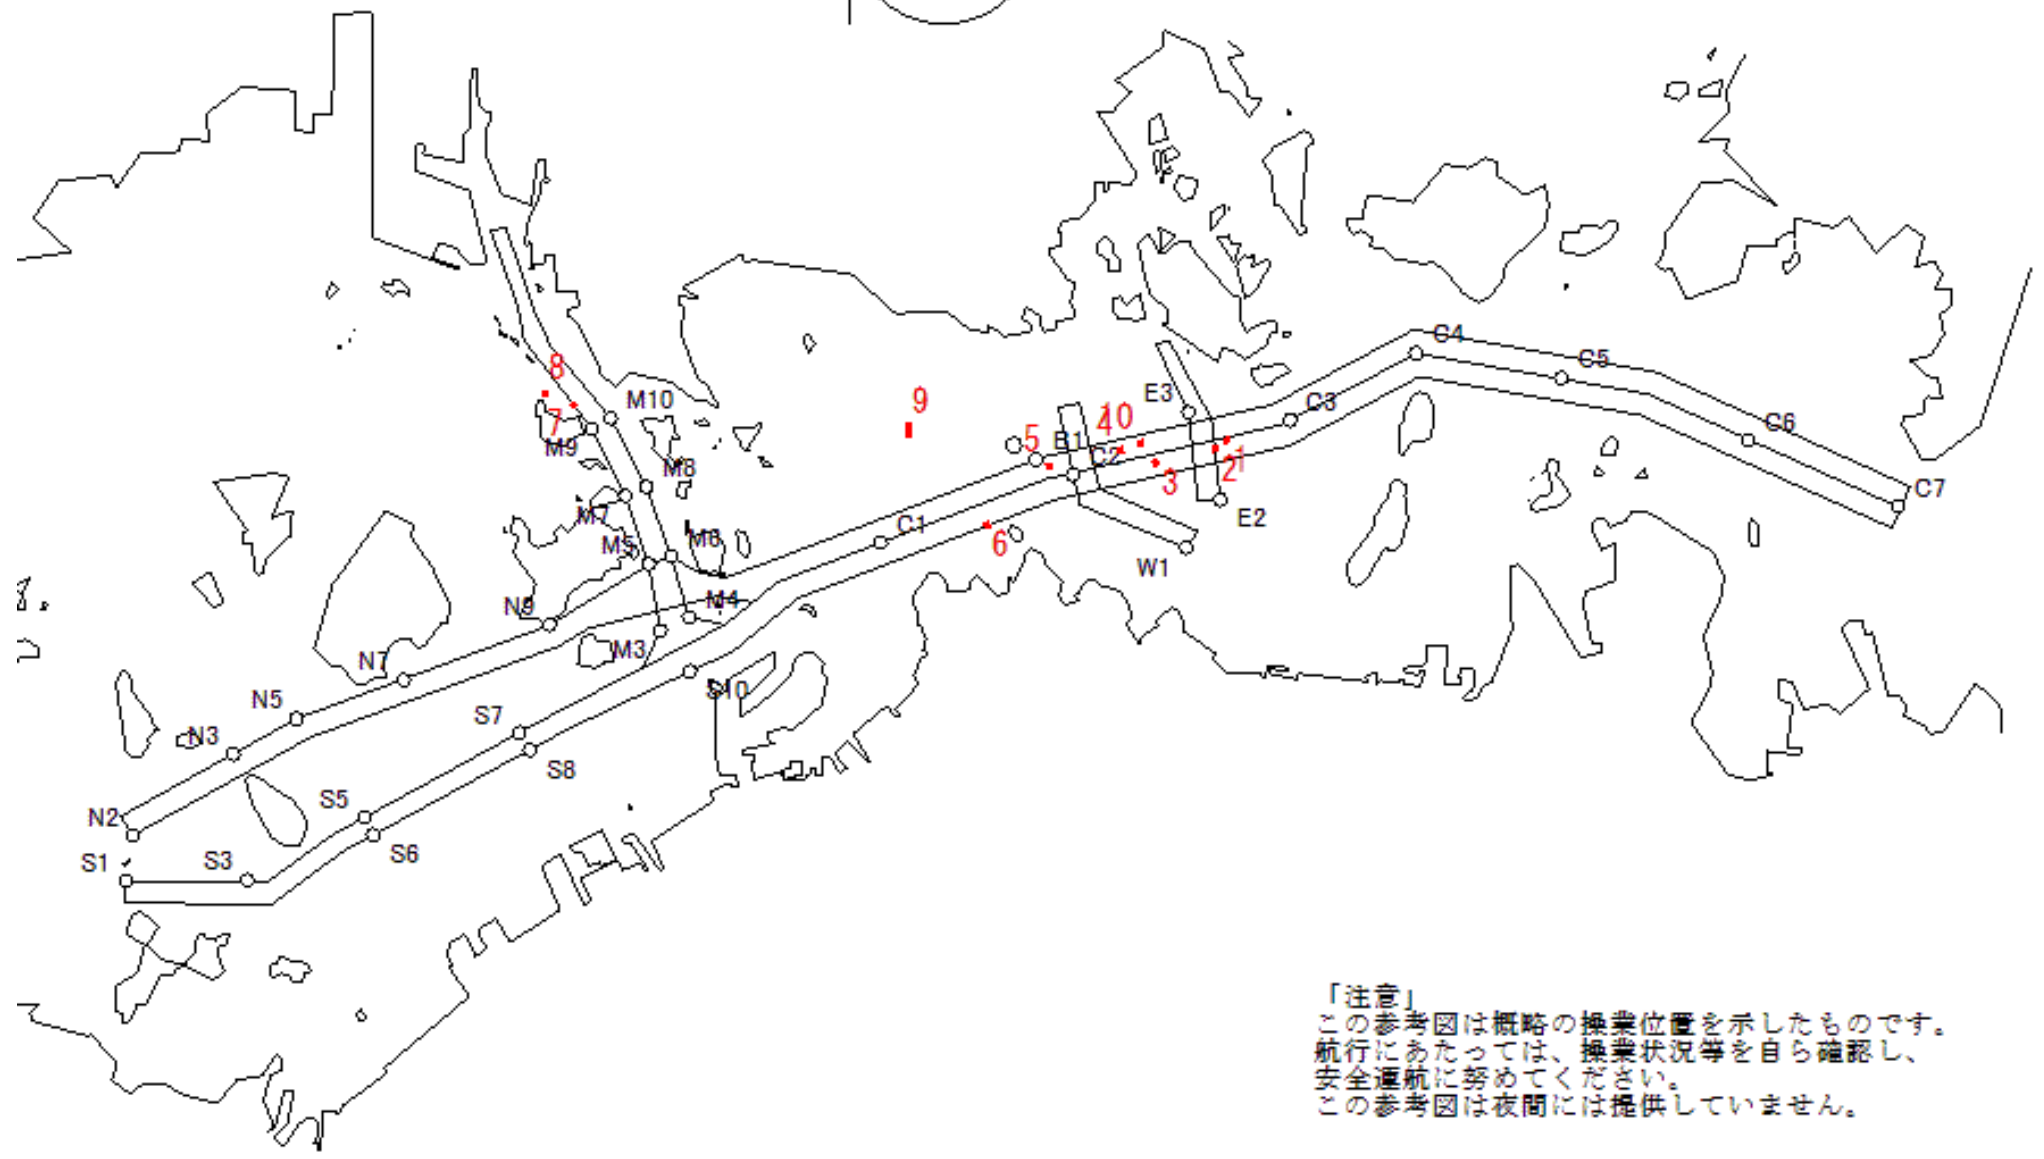 C4
C5
8
M10
9
E3
10
C3
7
4
C6
M9
5
B1
1
M8
C2
2
3
C7
M7
C1
E2
M5
M6
6
W1
N9
M4
M3
N7
S10
N5
S7
N3
S8
S5
N2
S6
S1
S3
「注意」
この参考図は概略の操業位置を示したものです。
航行にあたっては、操業状況等を自ら確認し、
安全運航に努めてください。
この参考図は夜間には提供していません。